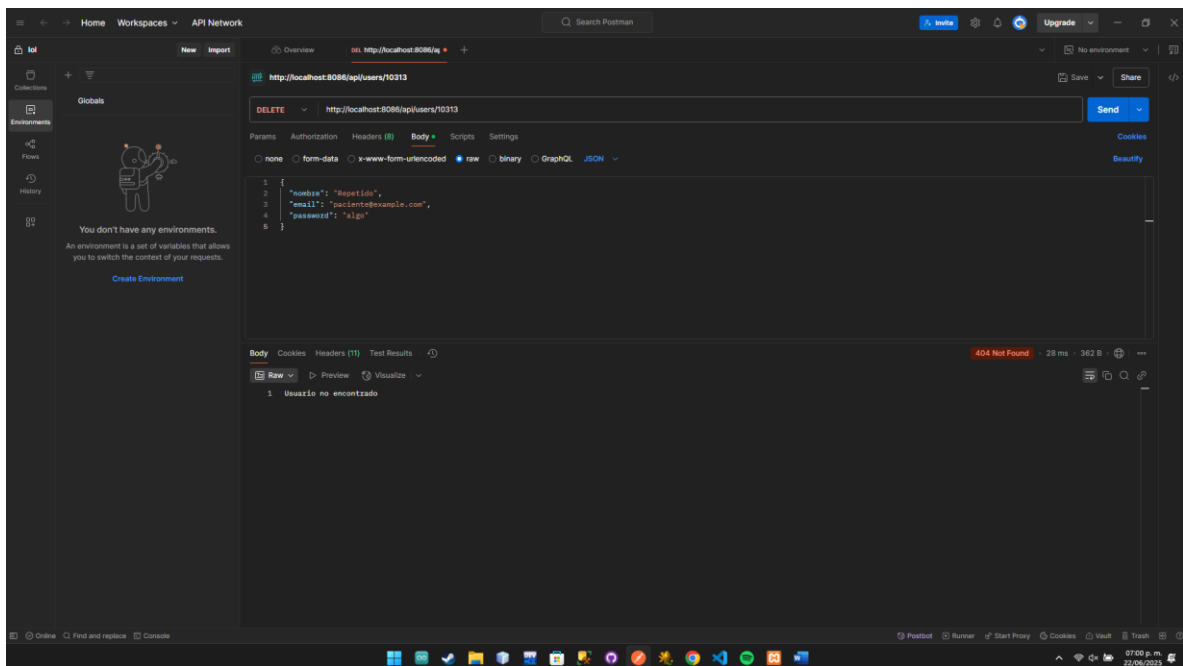 Home Workspaces API Network
Search Postman
Invite
Upgrade
lol
New Import
Overview
DEL http://localhost:8086/ap
No environment
Collections
Environments
Flows
History
Globals
You don't have any environments.
An environment is a set of variables that allows
you to switch the context of your requests.
Create Environment
http://localhost:8086/api/users/10313
Save
Share
DELETE
http://localhost:8086/api/users/10313
Send
Params Authorization Headers (8) Body Scripts Settings
Cookies
none form-data x-www-form-urlencoded raw binary GraphQL JSON
Beautify
1 {
2 "nombre": "Repetido",
3 "email": "paciente@example.com",
4 "password": "algo"
5 }
Body Cookies Headers (11) Test Results
404 Not Found 28 ms 362 B
Raw Preview Visualize
1 Usuario no encontrado
Online Find and replace Console
Postbot Runner Start Proxy Cookies Vault Trash
07:00 p. m.
22/06/2025